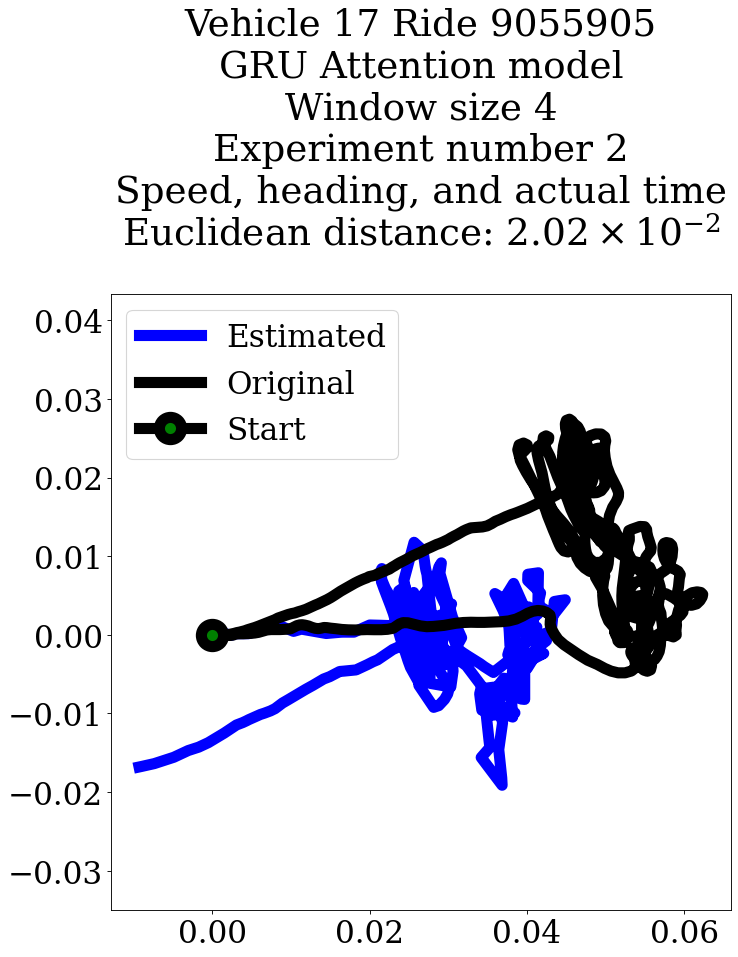 Vehicle 17 Ride 9055905
GRU Attention model
Window size 4
Experiment number 2
Speed, heading, and actual time
Euclidean distance: 2.02 × 10⁻²
Estimated
Original
Start
0.04
0.03
0.02
0.01
0.00
−0.01
−0.02
−0.03
0.00 0.02 0.04 0.06